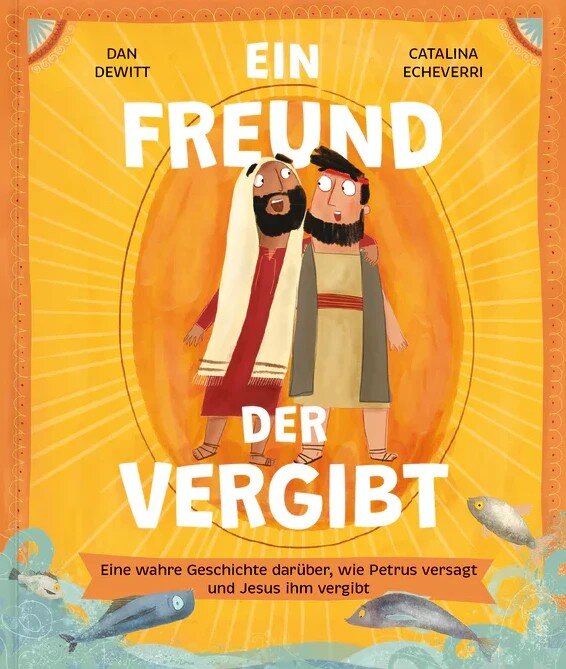 DAN
DEWITT
CATALINA
ECHEVERRI
EIN
FREUND
DER
VERGIBT
Eine wahre Geschichte darüber, wie Petrus versagt
und Jesus ihm vergibt